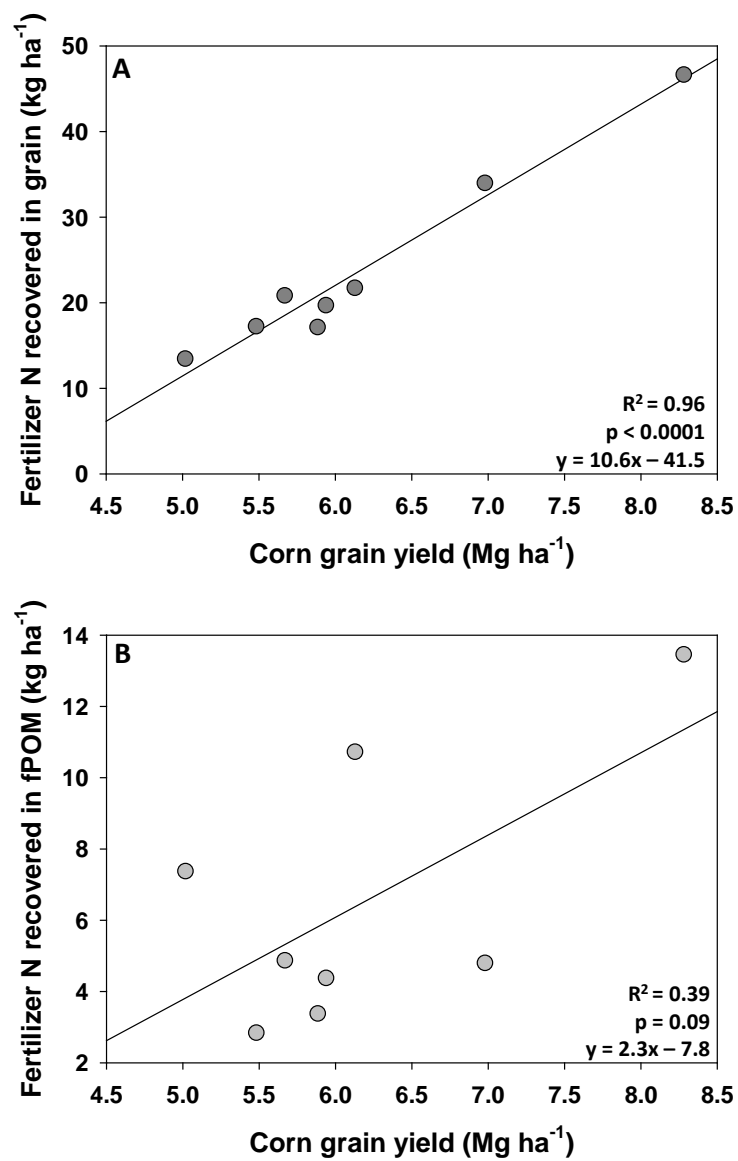 A
Fertilizer N recovered in grain (kg ha⁻¹)
50
40
30
20
10
0
R² = 0.96
p < 0.0001
y = 10.6x – 41.5
4.5 5.0 5.5 6.0 6.5 7.0 7.5 8.0 8.5
Corn grain yield (Mg ha⁻¹)
B
Fertilizer N recovered in fPOM (kg ha⁻¹)
14
12
10
8
6
4
2
R² = 0.39
p = 0.09
y = 2.3x – 7.8
4.5 5.0 5.5 6.0 6.5 7.0 7.5 8.0 8.5
Corn grain yield (Mg ha⁻¹)